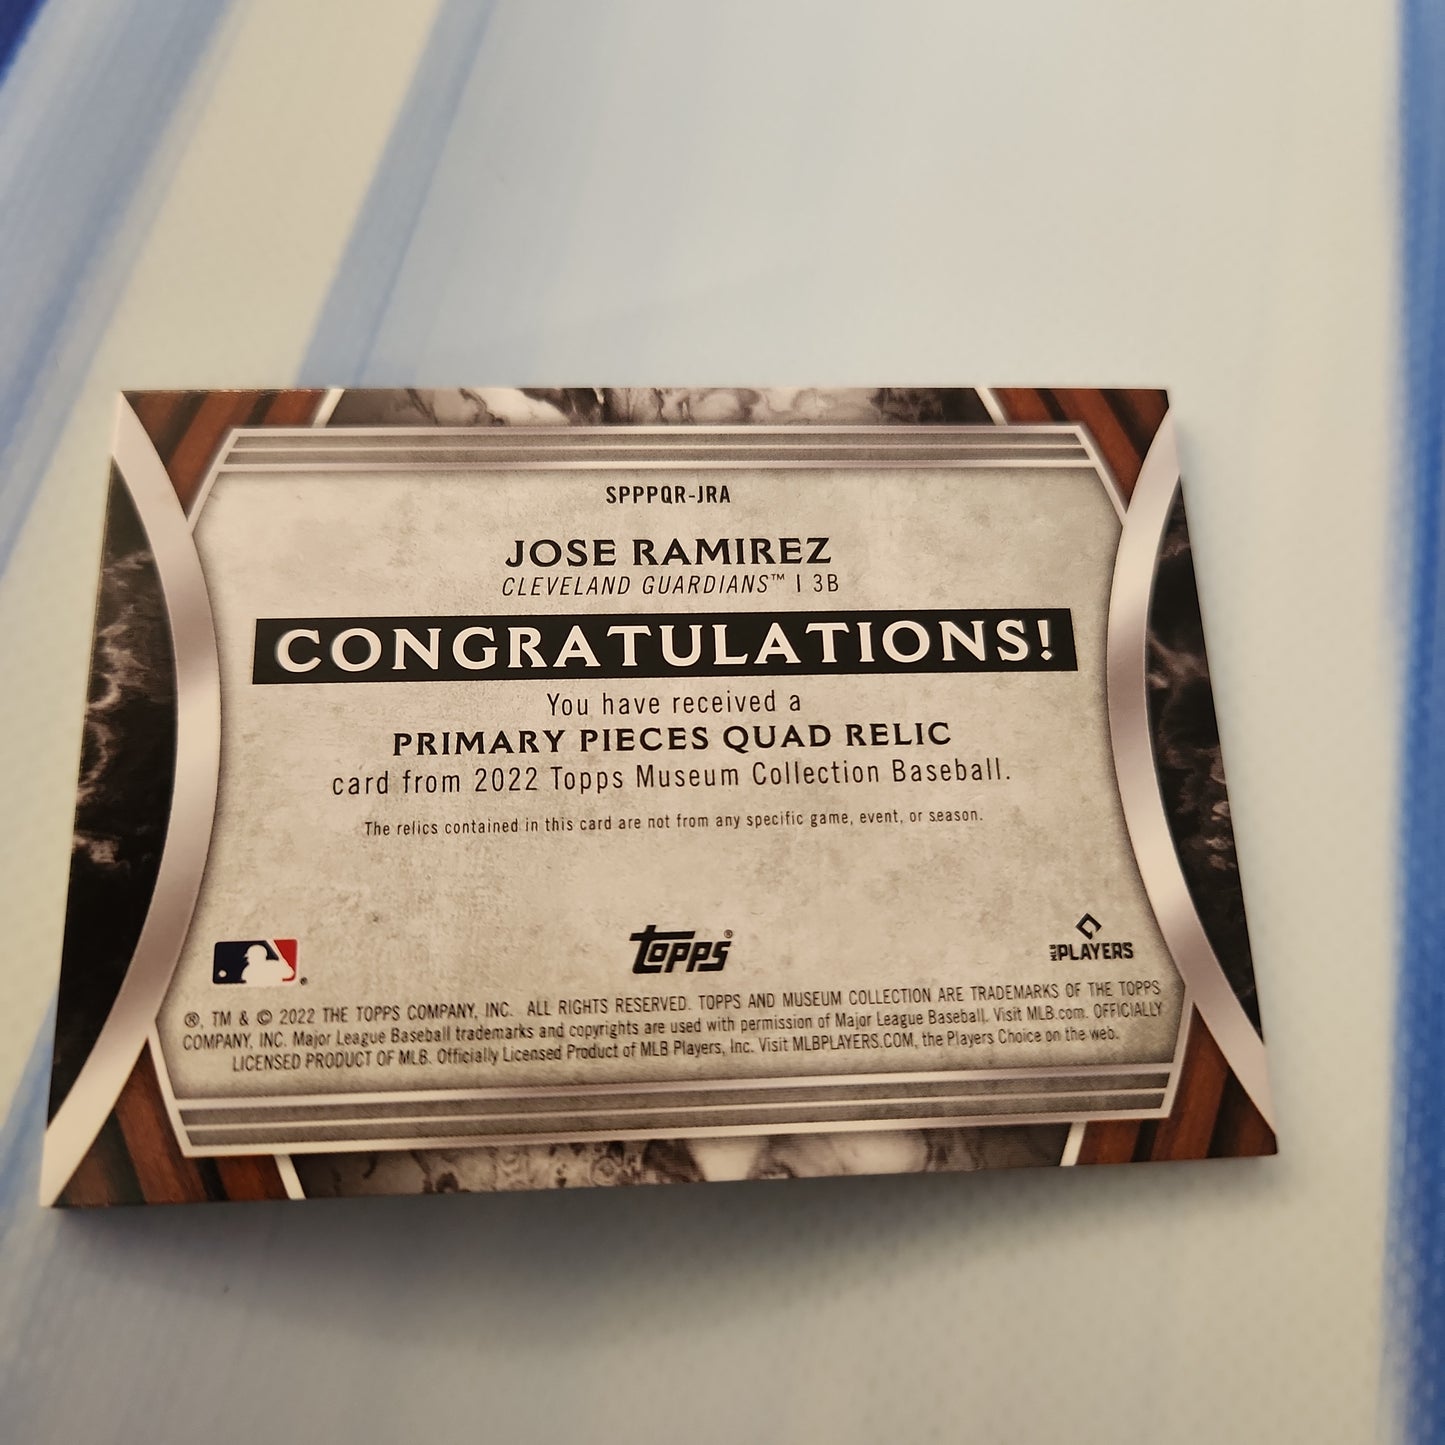 SPPPQR-JRA
JOSE RAMIREZ
CLEVELAND GUARDIANS™ | 3B
CONGRATULATIONS!
You have received a
PRIMARY PIECES QUAD RELIC
card from 2022 Topps Museum Collection Baseball.
The relics contained in this card are not from any specific game, event, or season.
®
topps®
MLB PLAYERS
®, TM & © 2022 THE TOPPS COMPANY, INC. ALL RIGHTS RESERVED. TOPPS AND MUSEUM COLLECTION ARE TRADEMARKS OF THE TOPPS
COMPANY, INC. Major League Baseball trademarks and copyrights are used with permission of Major League Baseball. Visit MLB.com. OFFICIALLY
LICENSED PRODUCT OF MLB. Officially Licensed Product of MLB Players, Inc. Visit MLBPLAYERS.COM, the Players Choice on the web.